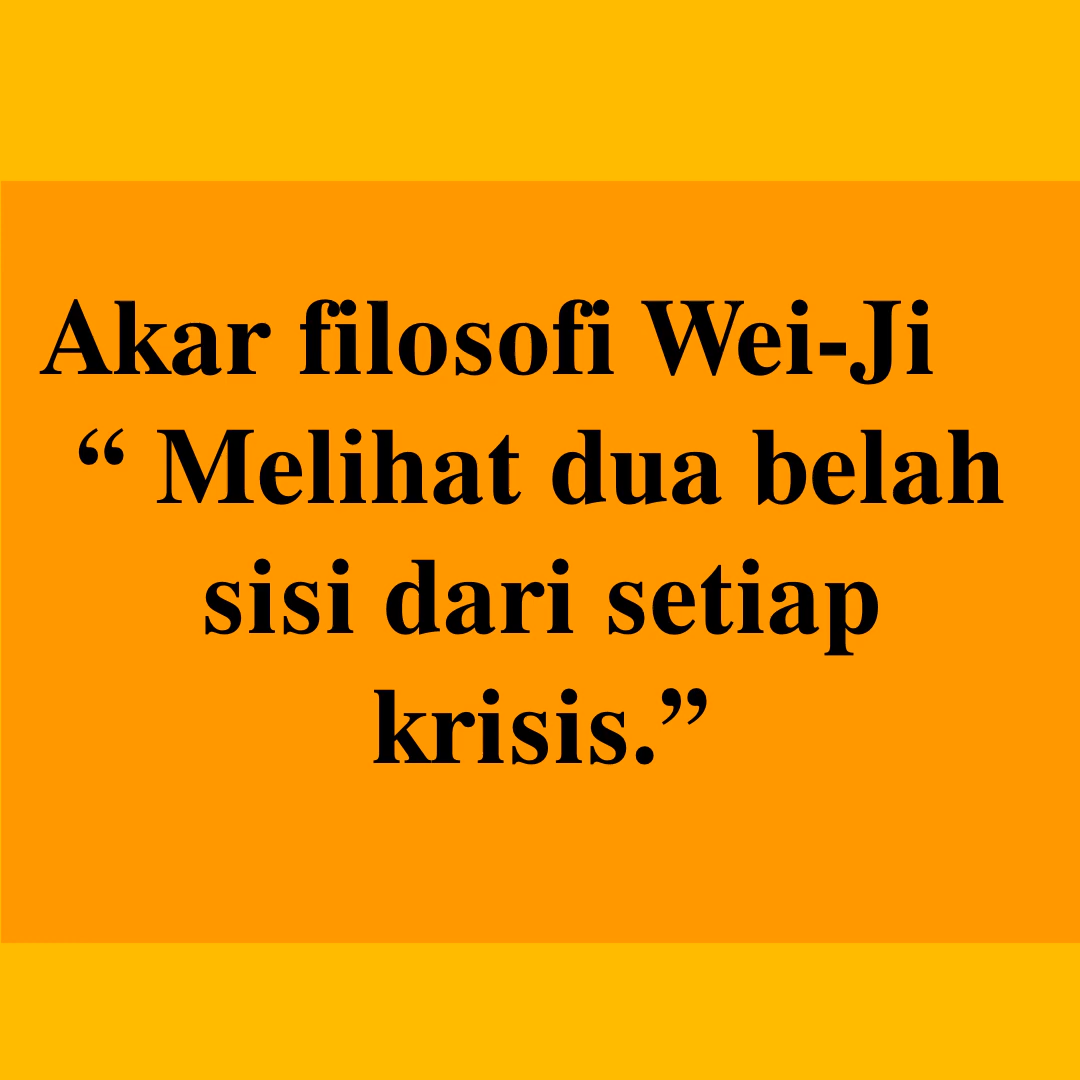 Akar filosofi Wei-Ji
“ Melihat dua belah
sisi dari setiap
krisis.”